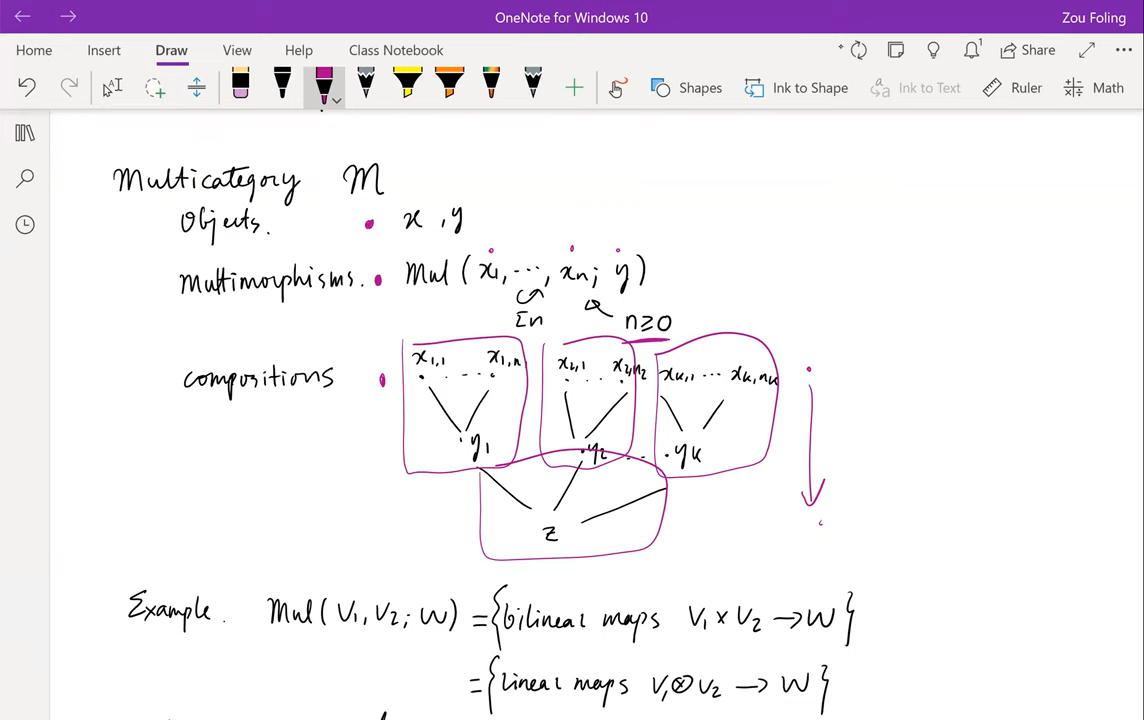 OneNote for Windows 10
Zou Foling
Home Insert Draw View Help Class Notebook
1 Share
Shapes Ink to Shape Ink to Text Ruler Math
Multicategory M
Objects. x , y
Multimorphisms. Mul ( x1, ..., xn; y )
Σn n≥0
compositions x1,1 ... x1,n x2,1 ... x2,n2 xk,1 ... xk,nk
y1 y2 ... yk
z
Example. Mul ( V1, V2; W ) = {bilinear maps V1 × V2 → W}
= {linear maps V1⊗V2 → W}